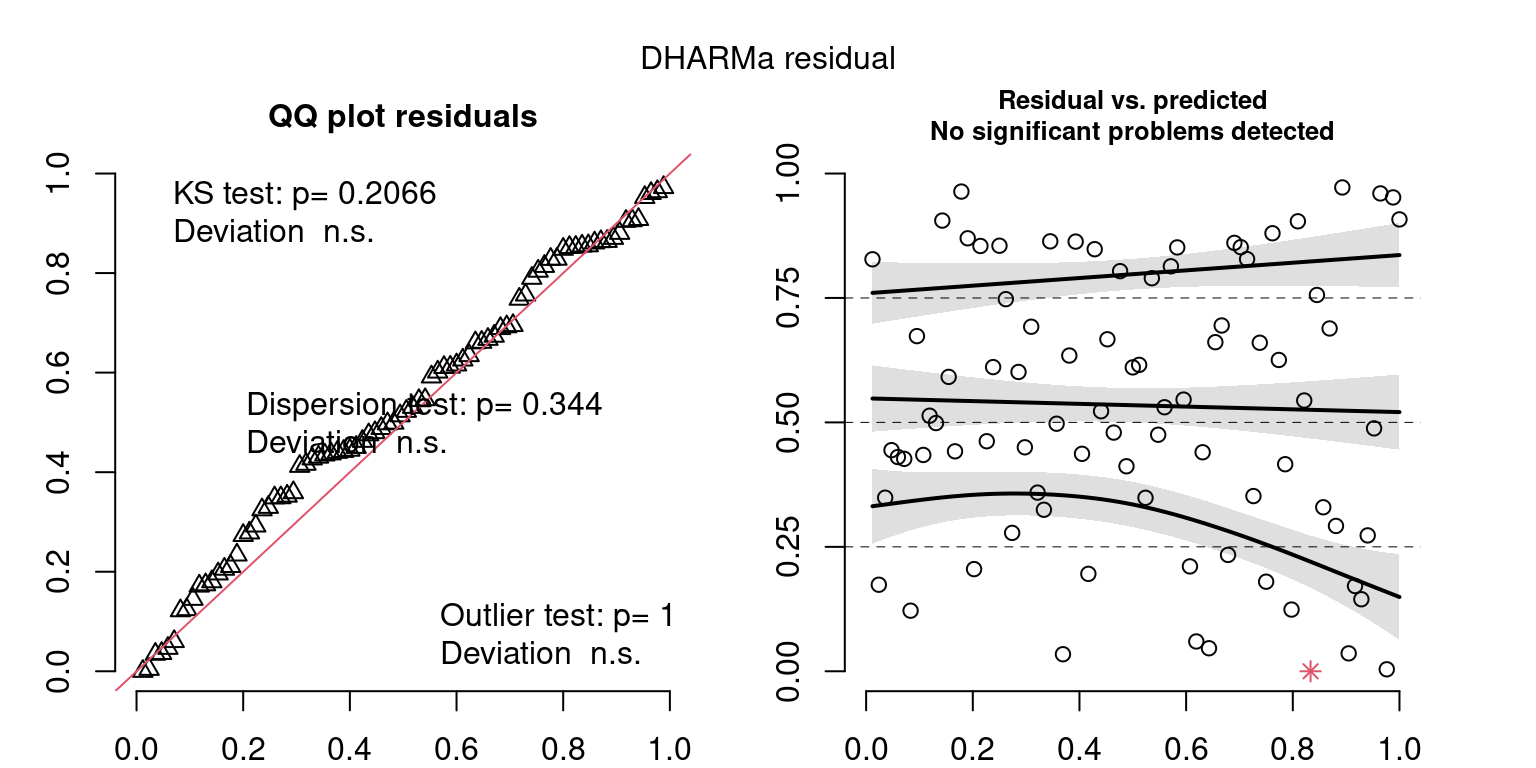 DHARMa residual
QQ plot residuals
KS test: p= 0.2066
Deviation n.s.
Dispersion test: p= 0.344
Deviation n.s.
Outlier test: p= 1
Deviation n.s.
0.0
0.2
0.4
0.6
0.8
1.0
0.0 0.2 0.4 0.6 0.8 1.0
Residual vs. predicted
No significant problems detected
0.00
0.25
0.50
0.75
1.00
0.0 0.2 0.4 0.6 0.8 1.0